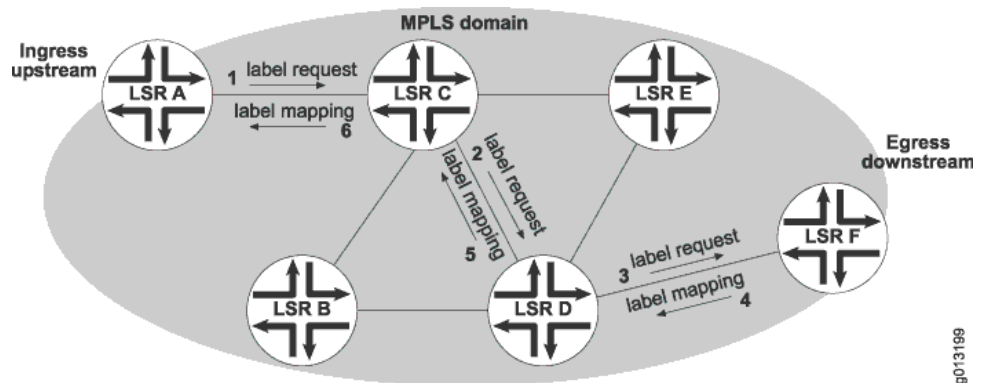 MPLS domain
Ingress
upstream
LSR A
1 label request
label mapping
6
LSR C
LSR E
Egress
downstream
2 label request
label mapping
5
LSR F
3 label request
label mapping 4
LSR B
LSR D
g013199